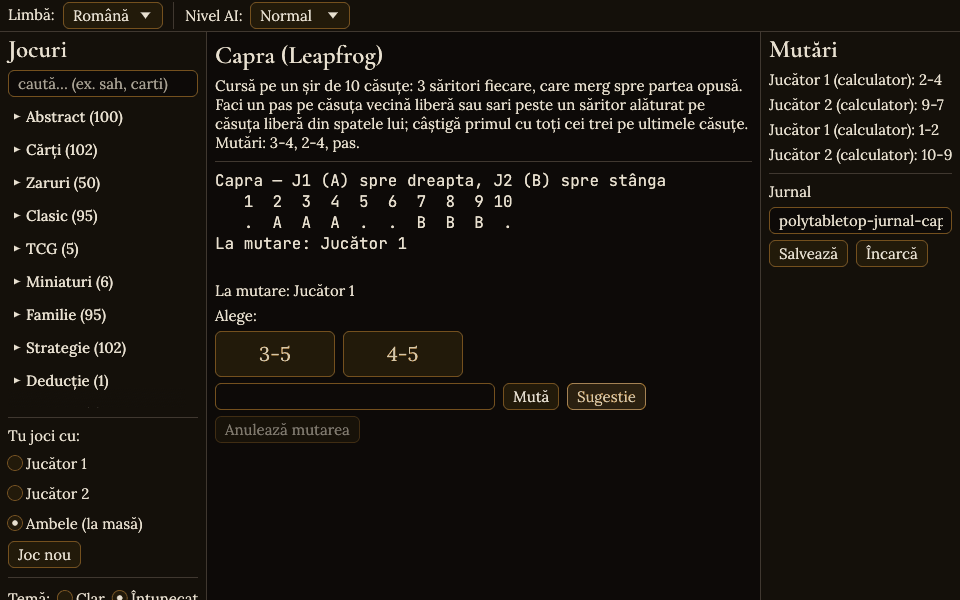 Limbă: Română ▼ Nivel AI: Normal ▼
Jocuri
caută... (ex. sah, carti)
▸ Abstract (100)
▸ Cărți (102)
▸ Zaruri (50)
▸ Clasic (95)
▸ TCG (5)
▸ Miniaturi (6)
▸ Familie (95)
▸ Strategie (102)
▸ Deducție (1)
Tu joci cu:
Jucător 1
Jucător 2
Ambele (la masă)
Joc nou
Temă: Clar Întunecat
Capra (Leapfrog)
Cursă pe un șir de 10 căsuțe: 3 săritori fiecare, care merg spre partea opusă.
Faci un pas pe căsuța vecină liberă sau sari peste un săritor alăturat pe
căsuța liberă din spatele lui; câștigă primul cu toți cei trei pe ultimele căsuțe.
Mutări: 3-4, 2-4, pas.
Capra — J1 (A) spre dreapta, J2 (B) spre stânga
1 2 3 4 5 6 7 8 9 10
. A A A . . B B B .
La mutare: Jucător 1
La mutare: Jucător 1
Alege:
3-5 4-5
Mută Sugestie
Anulează mutarea
Mutări
Jucător 1 (calculator): 2-4
Jucător 2 (calculator): 9-7
Jucător 1 (calculator): 1-2
Jucător 2 (calculator): 10-9
Jurnal
polytabletop-jurnal-cap
Salvează Încarcă